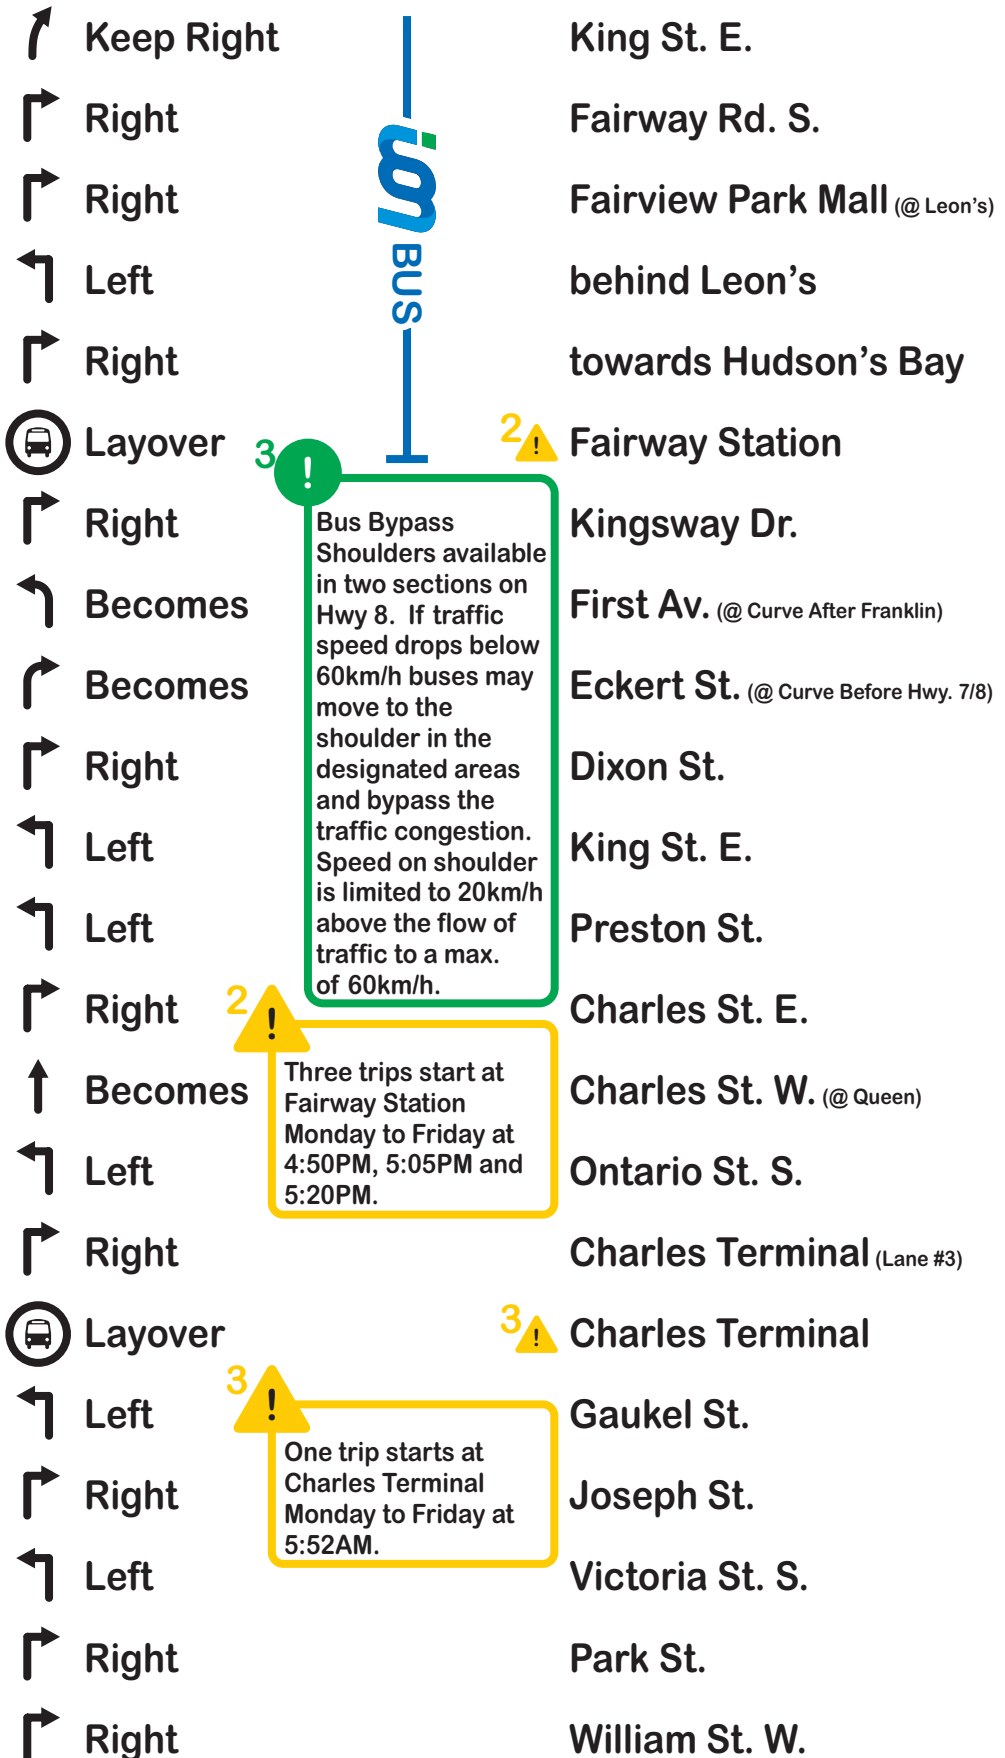 Keep Right King St. E.
Right Fairway Rd. S.
ion
Right Fairview Park Mall (@ Leon's)
BUS
Left behind Leon’s
Right towards Hudson’s Bay
Layover 2 ! Fairway Station
3 !
Bus Bypass
Shoulders available
in two sections on
Hwy 8. If traffic
speed drops below
60km/h buses may
move to the
shoulder in the
designated areas
and bypass the
traffic congestion.
Speed on shoulder
is limited to 20km/h
above the flow of
traffic to a max.
of 60km/h.
Right Kingsway Dr.
Becomes First Av. (@ Curve After Franklin)
Becomes Eckert St. (@ Curve Before Hwy. 7/8)
Right Dixon St.
Left King St. E.
Left Preston St.
Right Charles St. E.
2 !
Three trips start at
Fairway Station
Monday to Friday at
4:50PM, 5:05PM and
5:20PM.
Becomes Charles St. W. (@ Queen)
Left Ontario St. S.
Right Charles Terminal (Lane #3)
Layover 3 ! Charles Terminal
3 !
One trip starts at
Charles Terminal
Monday to Friday at
5:52AM.
Left Gaukel St.
Right Joseph St.
Left Victoria St. S.
Right Park St.
Right William St. W.